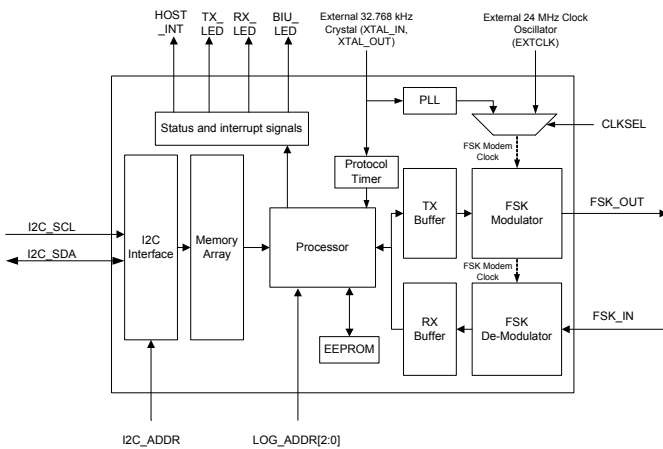 HOST
_INT
TX_
LED
RX_
LED
BIU_
LED
External 32.768 kHz
Crystal (XTAL_IN,
XTAL_OUT)
External 24 MHz Clock
Oscillator
(EXTCLK)
PLL
CLKSEL
Status and interrupt signals
FSK Modem
Clock
Protocol
Timer
I2C
Interface
Memory
Array
Processor
TX
Buffer
FSK
Modulator
FSK_OUT
I2C_SCL
I2C_SDA
FSK Modem
Clock
RX
Buffer
FSK
De-Modulator
FSK_IN
EEPROM
I2C_ADDR
LOG_ADDR[2:0]